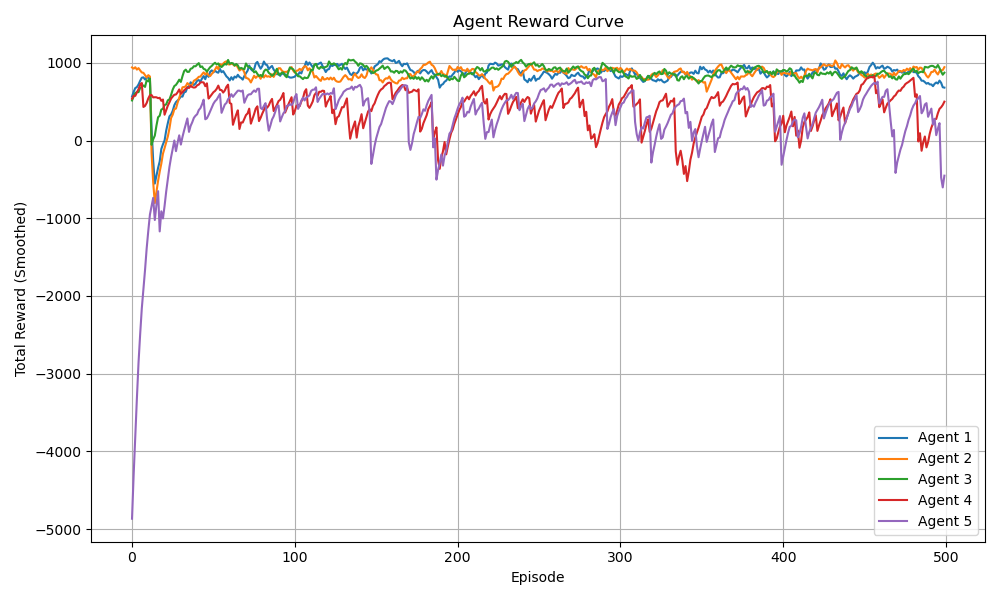 Agent Reward Curve
Total Reward (Smoothed)
1000
0
−1000
−2000
−3000
−4000
−5000
0
100
200
300
400
500
Episode
Agent 1
Agent 2
Agent 3
Agent 4
Agent 5